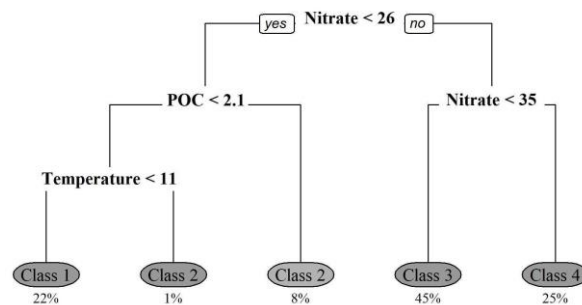 yes Nitrate < 26 no
POC < 2.1 Nitrate < 35
Temperature < 11
Class 1 Class 2 Class 2 Class 3 Class 4
22% 1% 8% 45% 25%